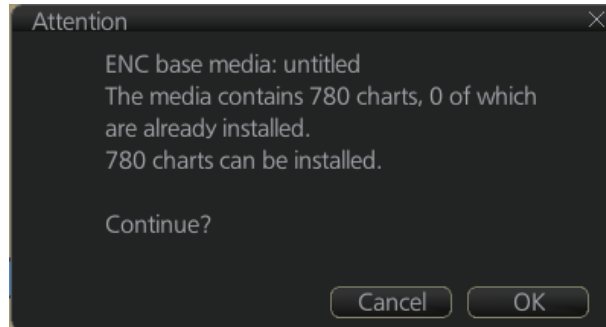 Attention
ENC base media: untitled
The media contains 780 charts, 0 of which
are already installed.
780 charts can be installed.
Continue?
Cancel OK